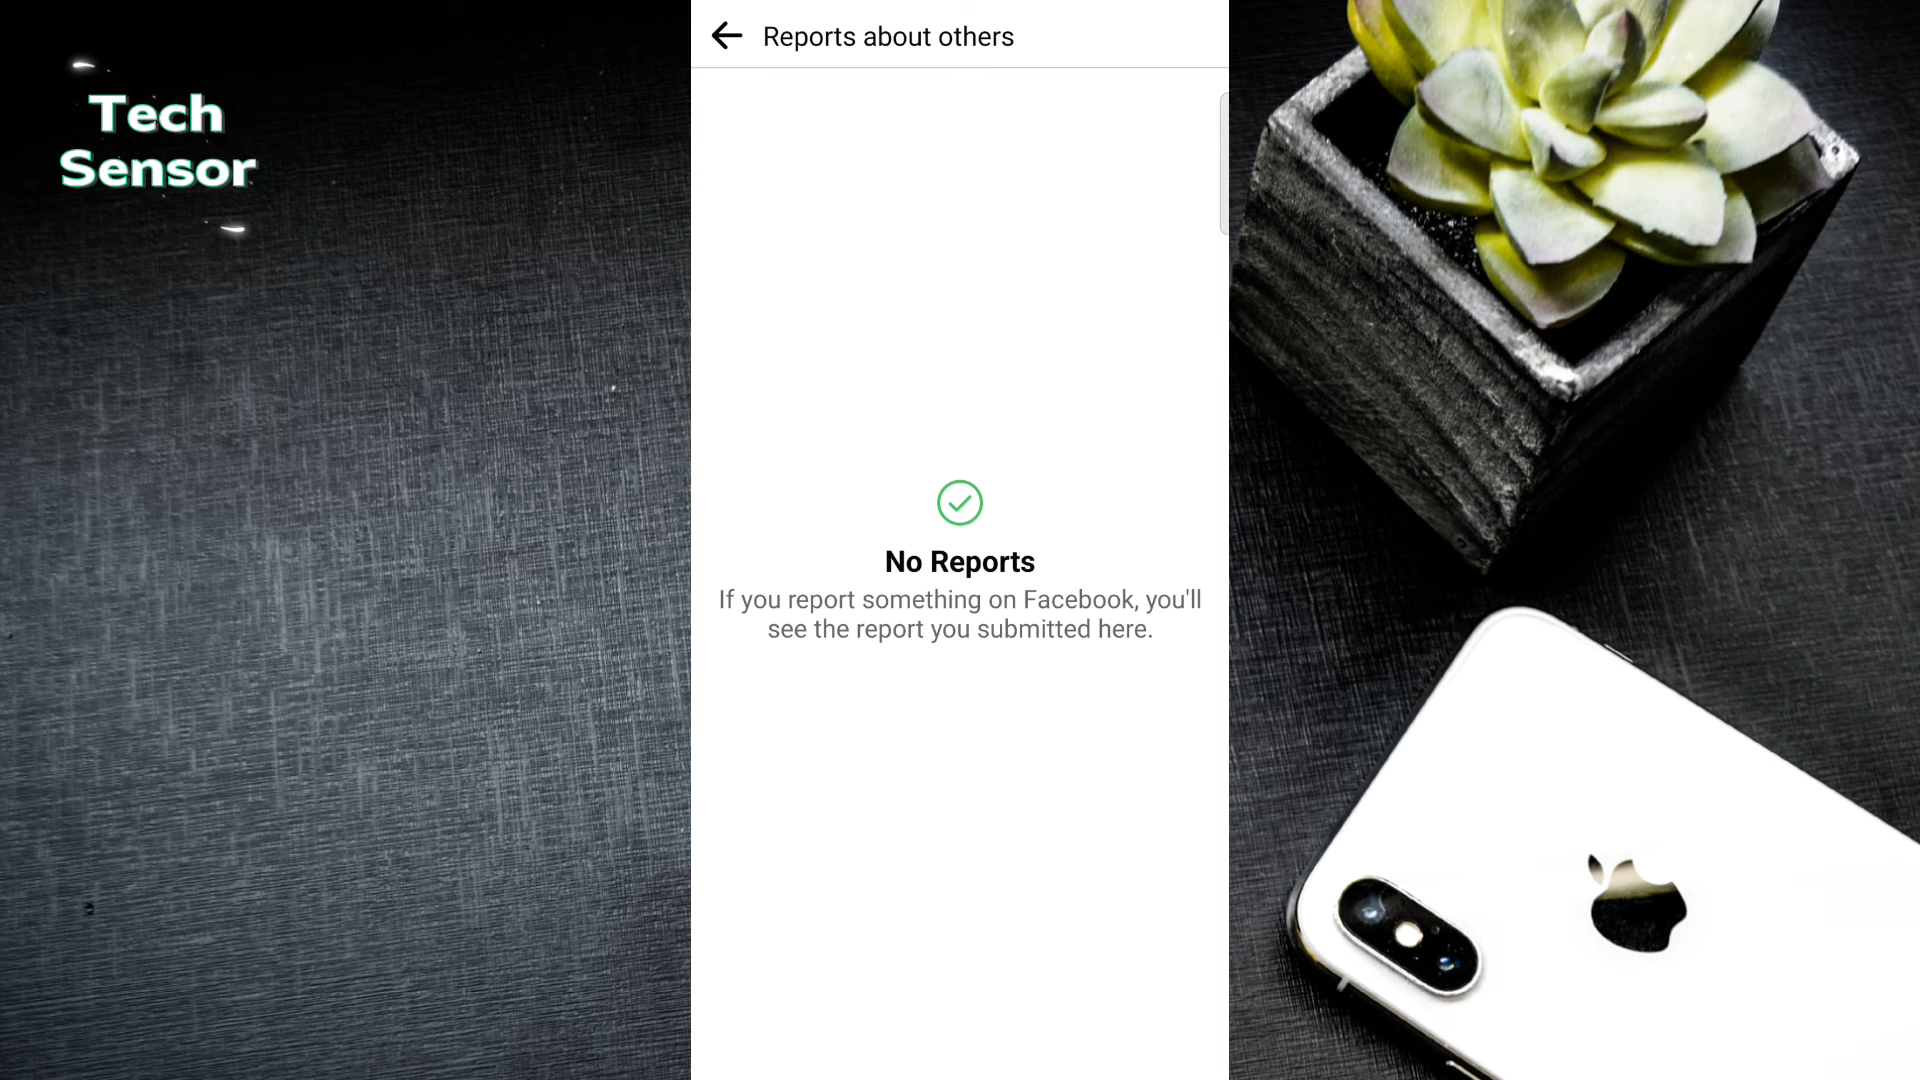 Tech
Sensor
Reports about others
No Reports
If you report something on Facebook, you'll
see the report you submitted here.